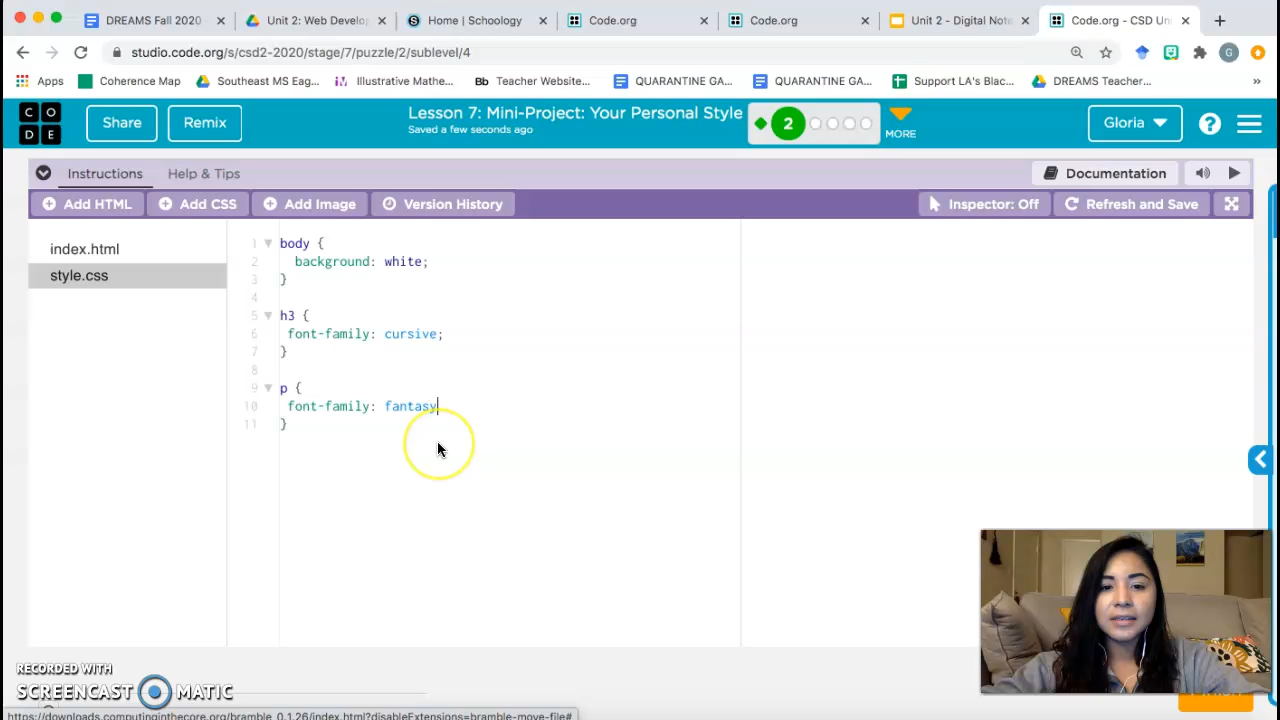 DREAMS Fall 2020
Unit 2: Web Develo
Home | Schoology
Code.org
Code.org
Unit 2 - Digital Note
Code.org - CSD Un
studio.code.org/s/csd2-2020/stage/7/puzzle/2/sublevel/4
G
Apps
Coherence Map
Southeast MS Eag...
Illustrative Mathe...
Bb Teacher Website...
QUARANTINE GA...
QUARANTINE GA...
Support LA's Blac...
DREAMS Teacher...
»
C O
D E
Share
Remix
Lesson 7: Mini-Project: Your Personal Style
Saved a few seconds ago
2
MORE
Gloria
?
Instructions
Help & Tips
Documentation
Add HTML
Add CSS
Add Image
Version History
Inspector: Off
Refresh and Save
index.html
style.css
1 body {
2 background: white;
3 }
4
5 h3 {
6 font-family: cursive;
7 }
8
9 p {
10 font-family: fantasy
11 }
RECORDED WITH
SCREENCAST MATIC
https://downloads.computinginthecore.org/bramble_0.1.26/index.html?disableExtensions=bramble-move-file#